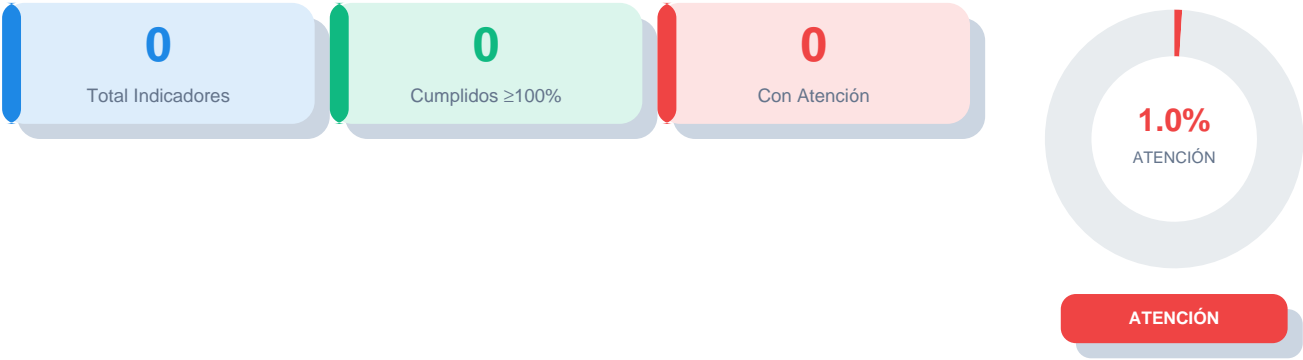 0
Total Indicadores
0
Cumplidos ≥100%
0
Con Atención
1.0%
ATENCIÓN
ATENCIÓN